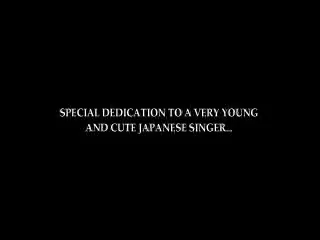 SPECIAL DEDICATION TO A VERY YOUNG
AND CUTE JAPANESE SINGER...